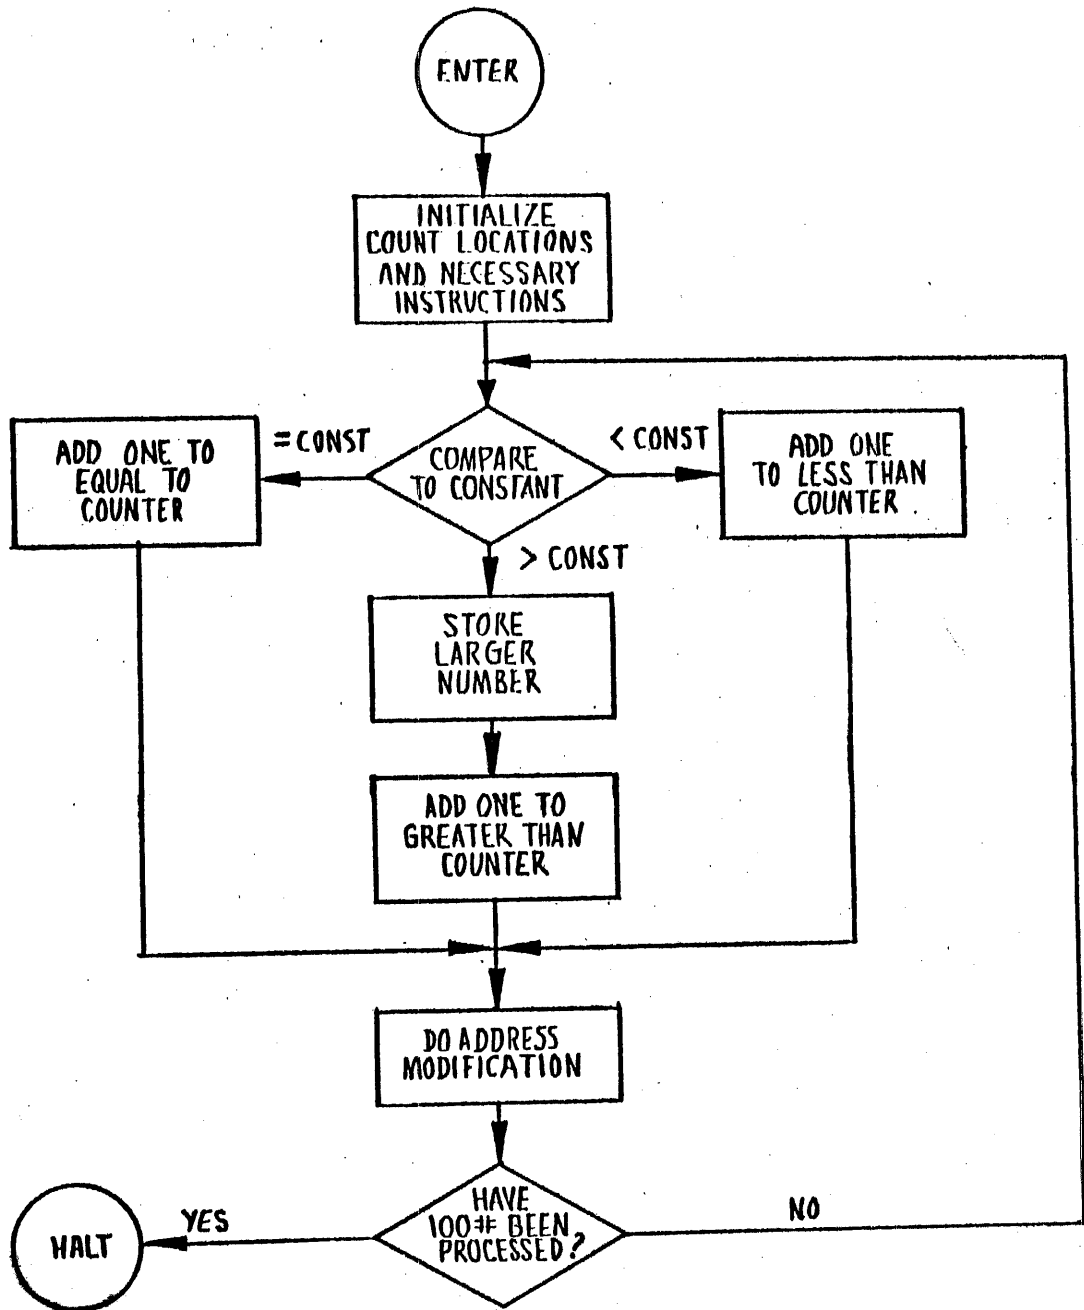 ENTER
INITIALIZE
COUNT LOCATIONS
AND NECESSARY
INSTRUCTIONS
ADD ONE TO
EQUAL TO
COUNTER
=CONST
COMPARE
TO CONSTANT
< CONST
ADD ONE
TO LESS THAN
COUNTER
> CONST
STORE
LARGER
NUMBER
ADD ONE TO
GREATER THAN
COUNTER
DO ADDRESS
MODIFICATION
HAVE
100# BEEN
PROCESSED?
YES
HALT
NO